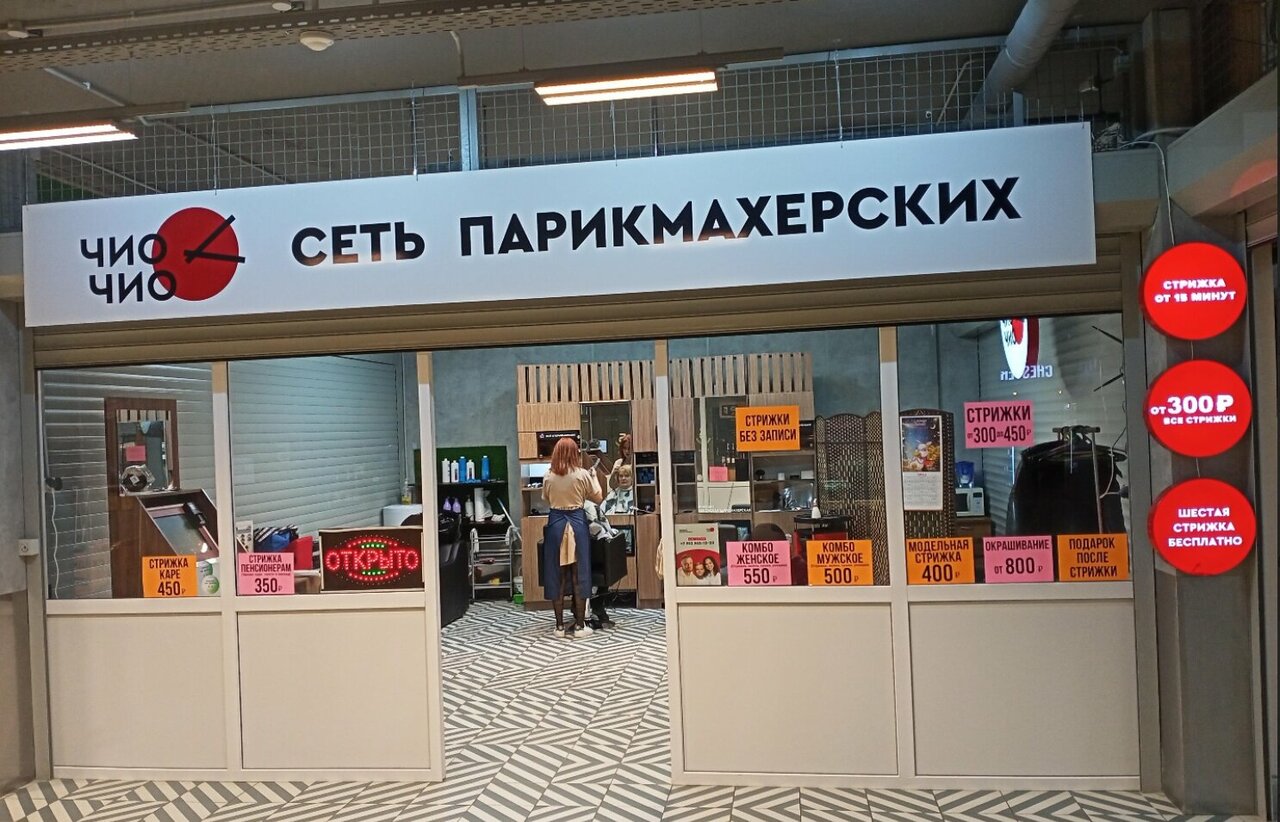 ЧИО
ЧИО
СЕТЬ ПАРИКМАХЕРСКИХ
СТРИЖКА
ОТ 15 МИНУТ
ОТ 300₽
ВСЕ СТРИЖКИ
ШЕСТАЯ
СТРИЖКА
БЕСПЛАТНО
СТРИЖКИ
БЕЗ ЗАПИСИ
СТРИЖКИ
ОТ 300 ДО 450₽
СТРИЖКА
КАРЕ
450₽
СТРИЖКА
ПЕНСИОНЕРАМ
350₽
ОТКРЫТО
КОМБО
ЖЕНСКОЕ
550₽
КОМБО
МУЖСКОЕ
500₽
МОДЕЛЬНАЯ
СТРИЖКА
400₽
ОКРАШИВАНИЕ
ОТ 800₽
ПОДАРОК
ПОСЛЕ
СТРИЖКИ